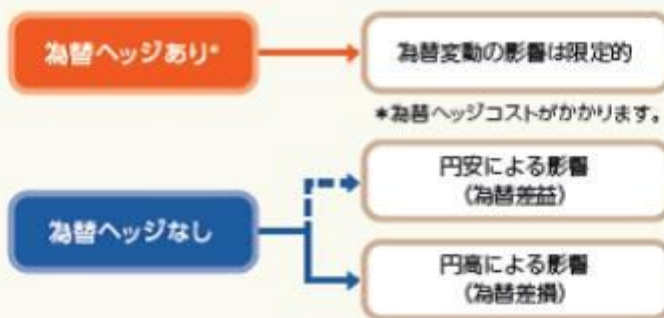 為替ヘッジあり*
為替変動の影響は限定的
*為替ヘッジコストがかかります。
円安による影響
(為替差益)
為替ヘッジなし
円高による影響
(為替差損)